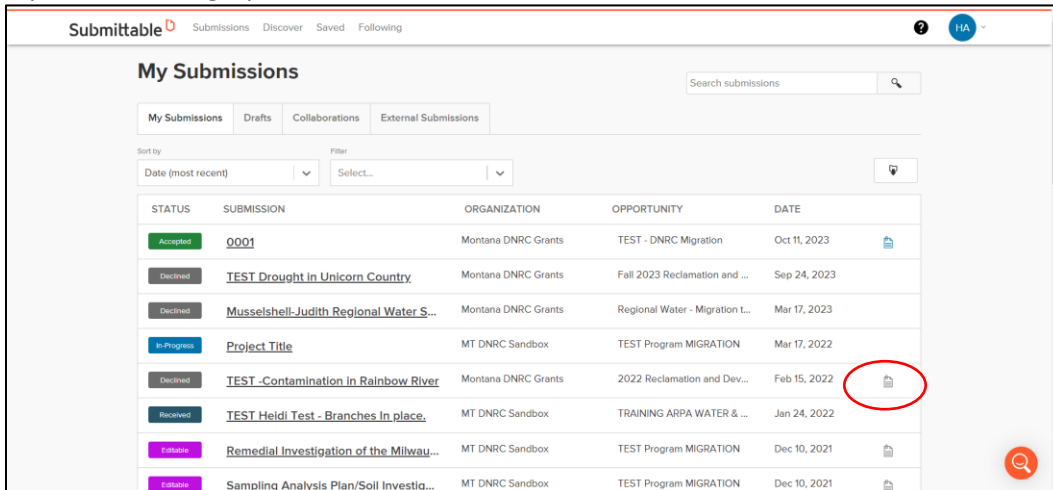 Submittable Submissions Discover Saved Following ? HA
My Submissions
Search submissions
My Submissions Drafts Collaborations External Submissions
Sort by Filter
Date (most recent) Select...
STATUS SUBMISSION ORGANIZATION OPPORTUNITY DATE
Accepted 0001 Montana DNRC Grants TEST - DNRC Migration Oct 11, 2023
Declined TEST Drought in Unicorn Country Montana DNRC Grants Fall 2023 Reclamation and ... Sep 24, 2023
Declined Musselshell-Judith Regional Water S... Montana DNRC Grants Regional Water - Migration t... Mar 17, 2023
In-Progress Project Title MT DNRC Sandbox TEST Program MIGRATION Mar 17, 2022
Declined TEST -Contamination in Rainbow River Montana DNRC Grants 2022 Reclamation and Dev... Feb 15, 2022
Received TEST Heidi Test - Branches In place. MT DNRC Sandbox TRAINING ARPA WATER & ... Jan 24, 2022
Editable Remedial Investigation of the Milwau... MT DNRC Sandbox TEST Program MIGRATION Dec 10, 2021
Editable Sampling Analysis Plan/Soil Investig... MT DNRC Sandbox TEST Program MIGRATION Dec 10, 2021